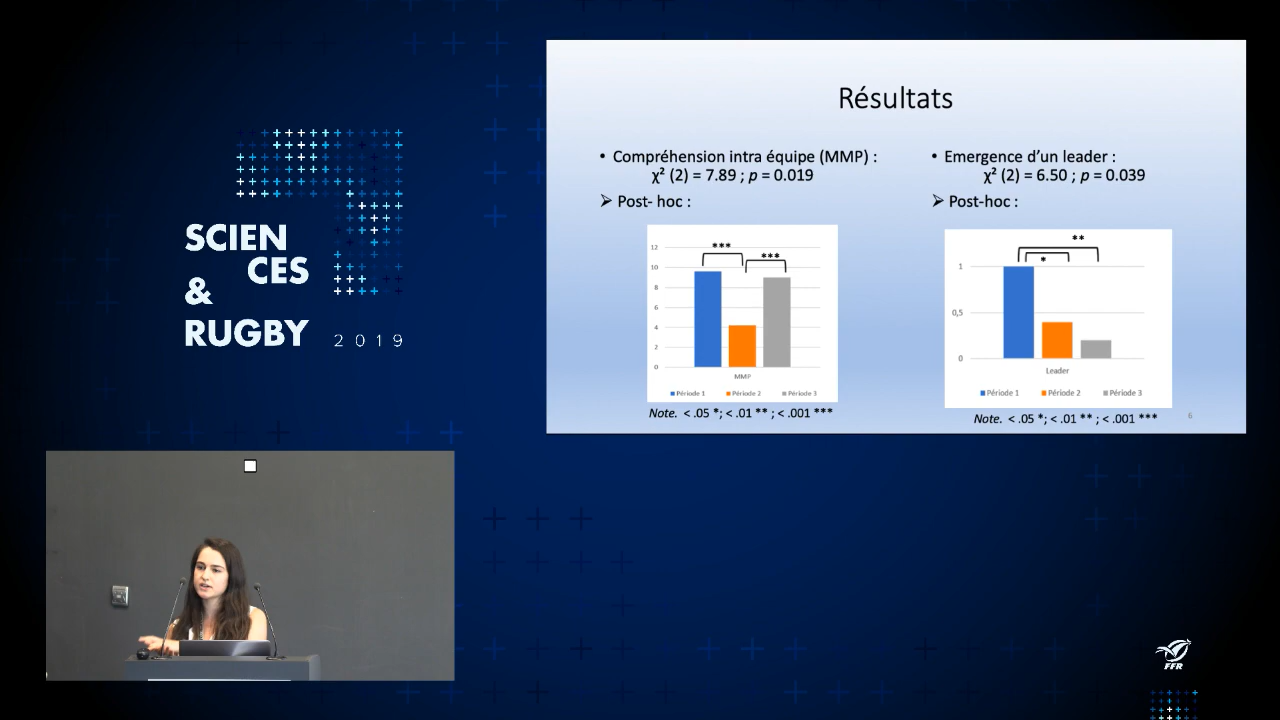 SCIEN
CES
&
RUGBY 2019
Résultats
• Compréhension intra équipe (MMP) :
χ² (2) = 7.89 ; p = 0.019
➢ Post- hoc :
12
10
8
6
4
2
0
***
***
MMP
Période 1 Période 2 Période 3
Note. < .05 *; < .01 ** ; < .001 ***
• Emergence d’un leader :
χ² (2) = 6.50 ; p = 0.039
➢ Post-hoc :
**
*
1
0,5
0
Leader
Période 1 Période 2 Période 3
Note. < .05 *; < .01 ** ; < .001 ***
6
FFR